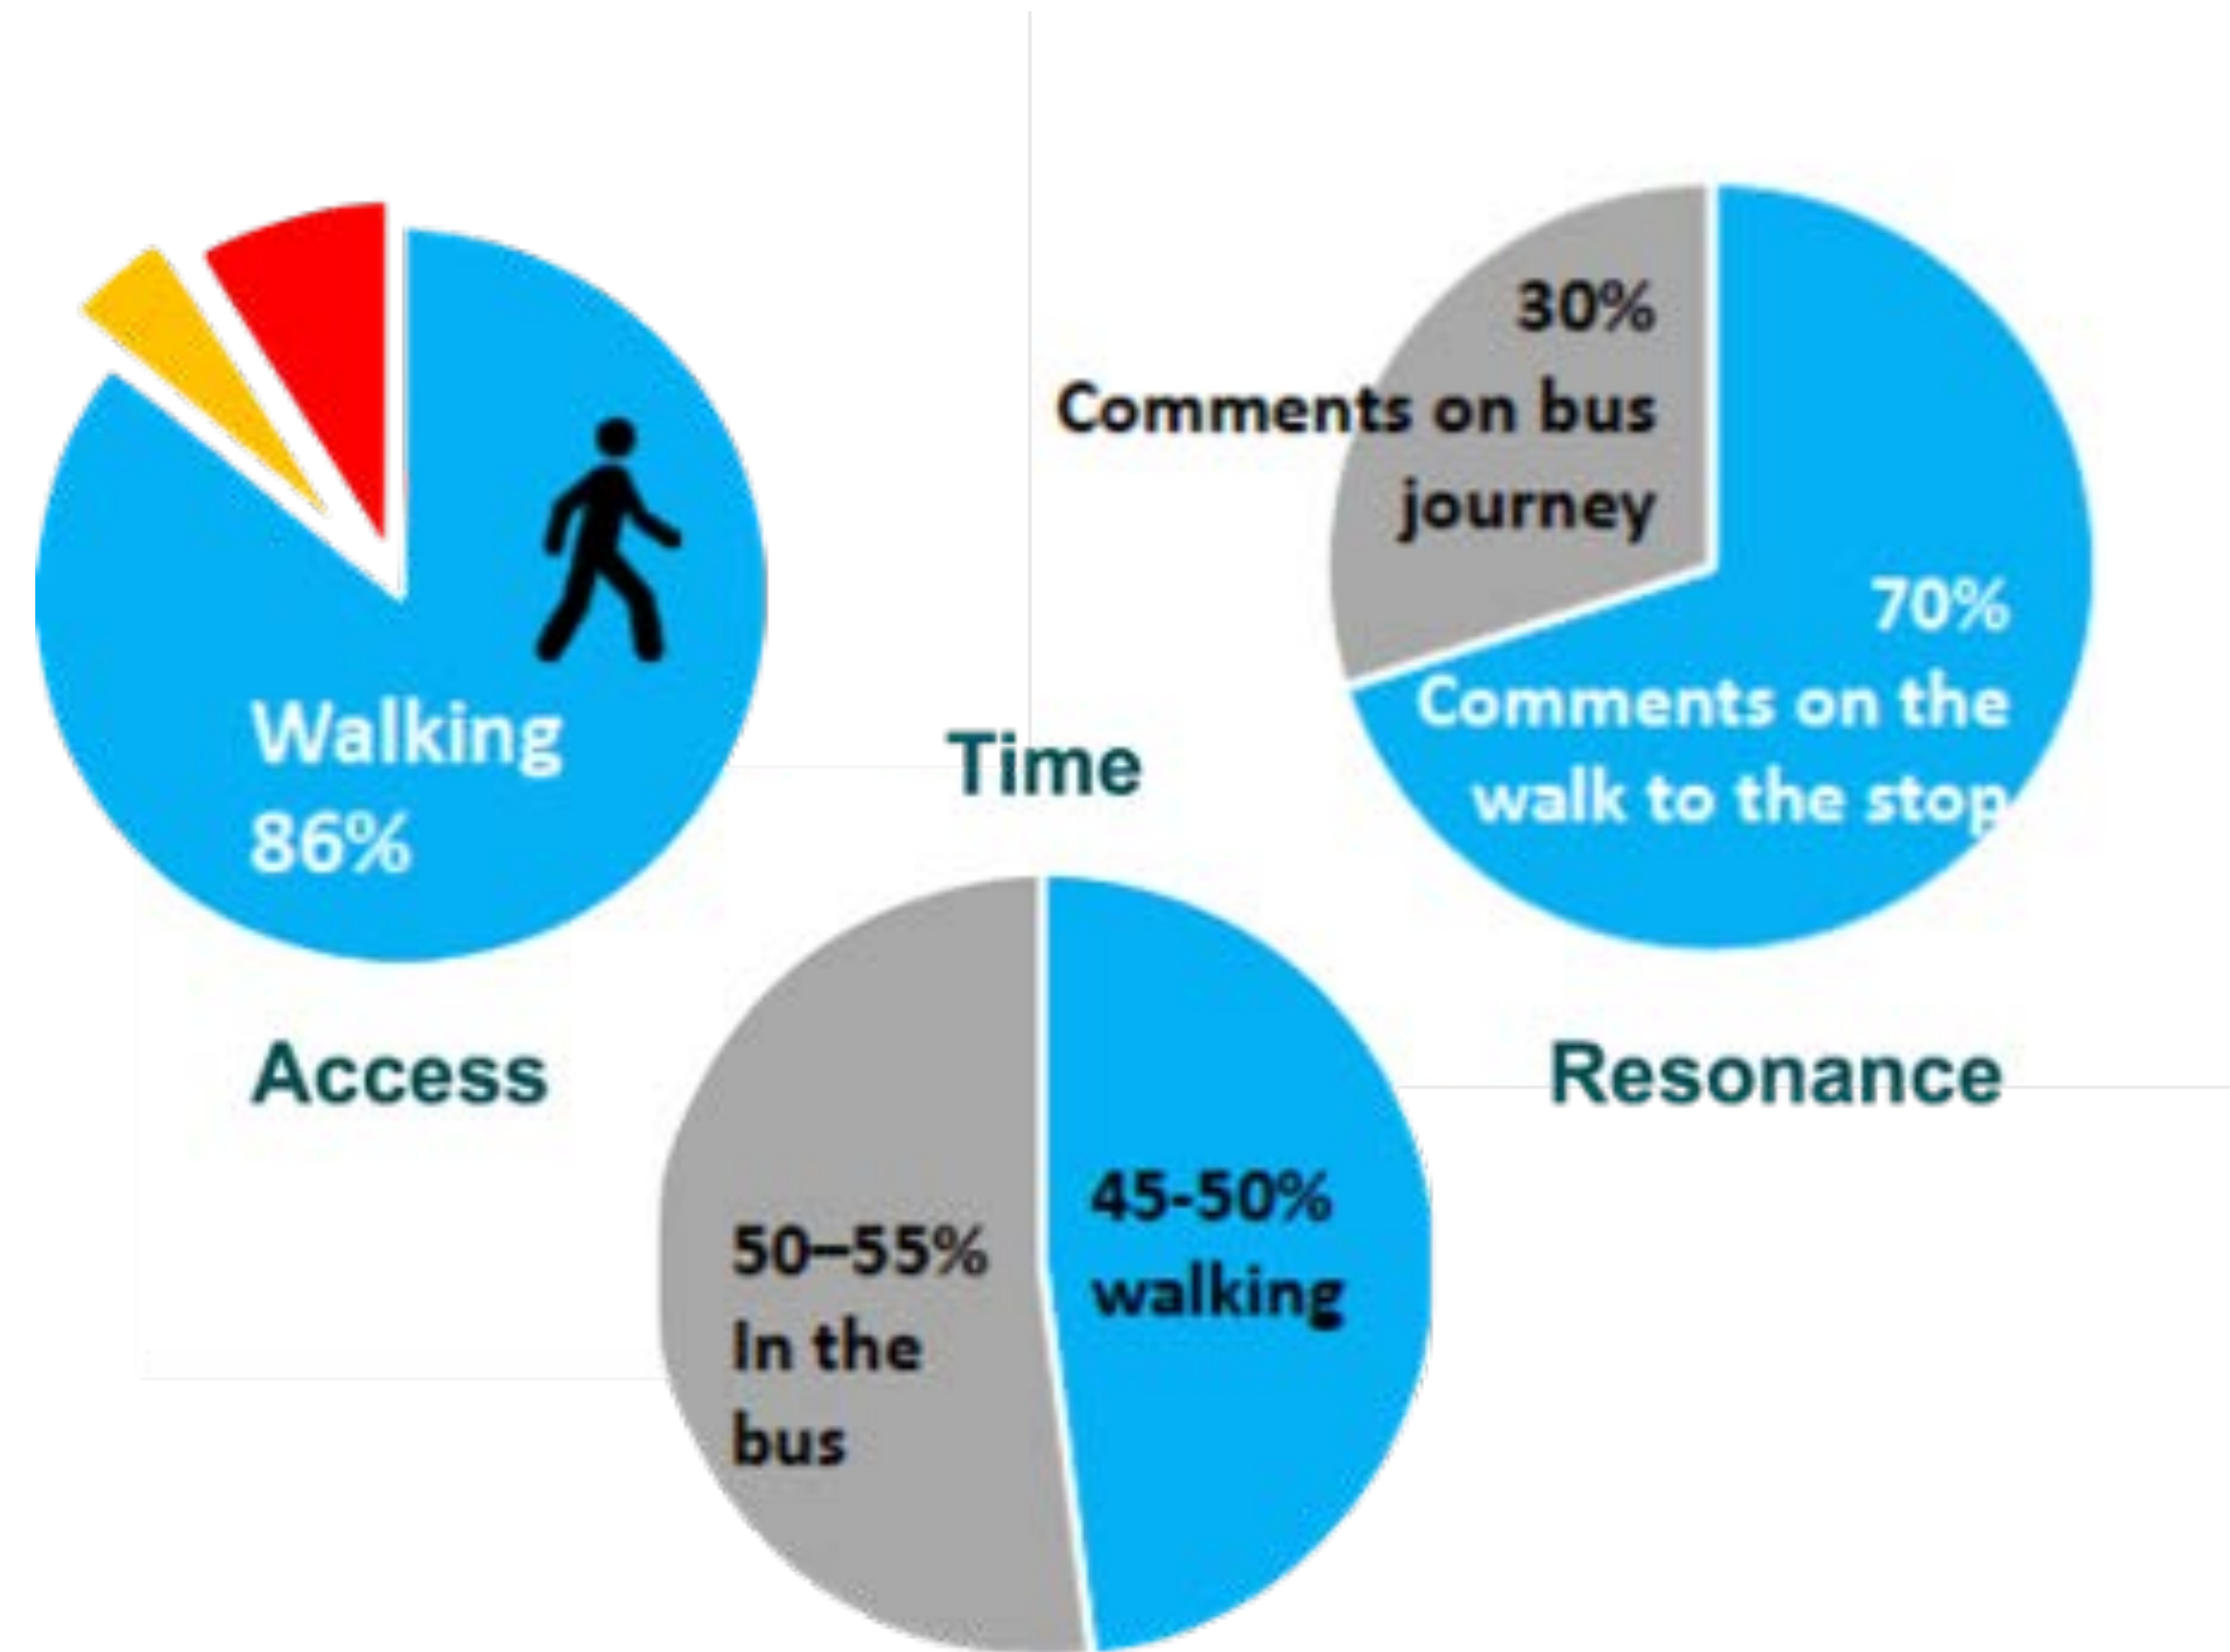 Walking
86%
Access
30%
Comments on bus
journey
70%
Comments on the
walk to the stop
Resonance
Time
50–55%
In the
bus
45-50%
walking